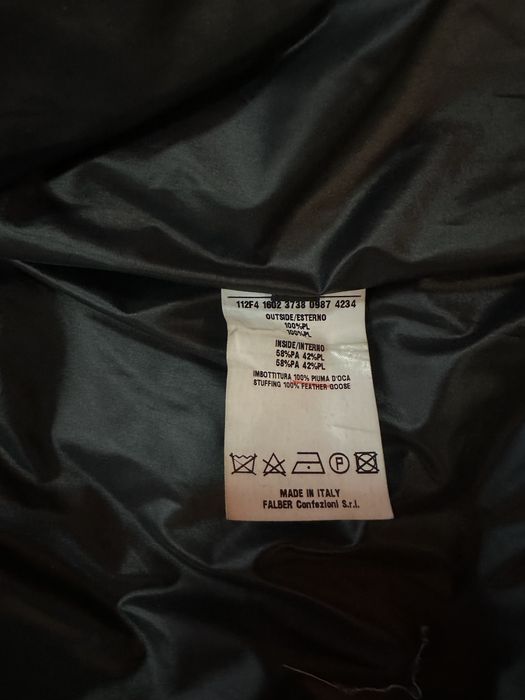 112F4 1602 3738 0987 4234
OUTSIDE/ESTERNO
100%PL
100%PL
INSIDE/INTERNO
58%PA 42%PL
58%PA 42%PL
IMBOTTITURA 100% PIUMA D'OCA
STUFFING 100% FEATHER GOOSE
P
MADE IN ITALY
FALBER Confezioni S.r.l.